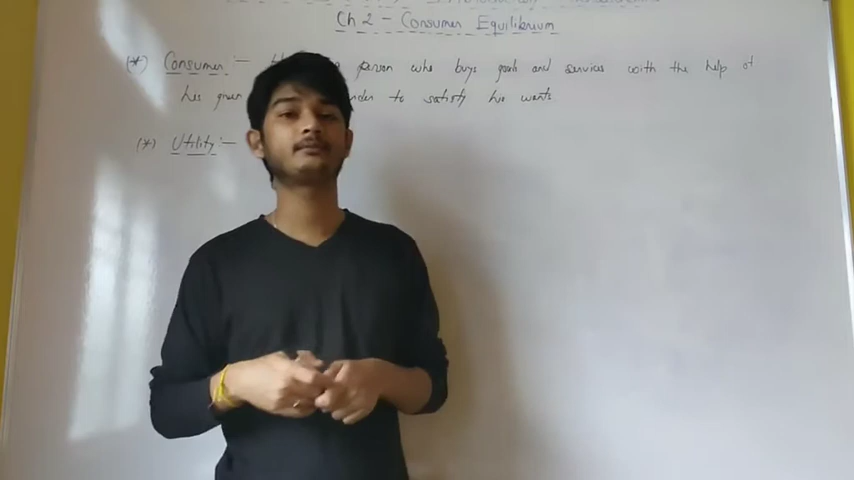 Ch 2 - Consumer Equilibrium
(*) Consumer :- person who buys goods and services with the help of
his given to satisfy his wants
(*) Utility :-